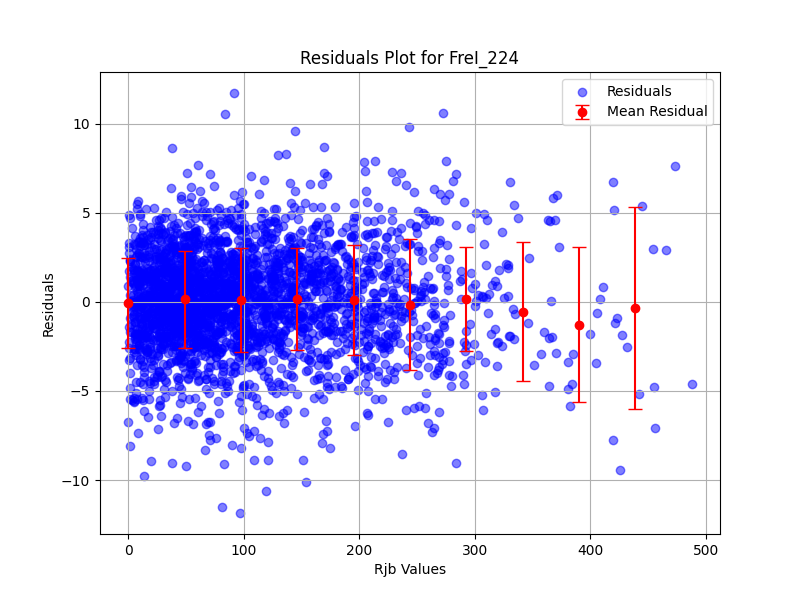 Residuals Plot for FreI_224
Residuals
Mean Residual
10
5
0
−5
−10
Residuals
0 100 200 300 400 500
Rjb Values